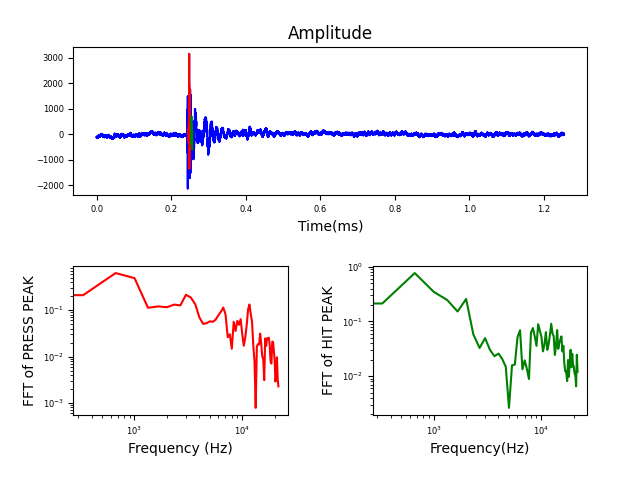 Amplitude
3000
2000
1000
0
−1000
−2000
0.0 0.2 0.4 0.6 0.8 1.0 1.2
Time(ms)
FFT of PRESS PEAK
10⁻¹
10⁻²
10⁻³
10³ 10⁴
Frequency (Hz)
FFT of HIT PEAK
10⁰
10⁻¹
10⁻²
10³ 10⁴
Frequency(Hz)